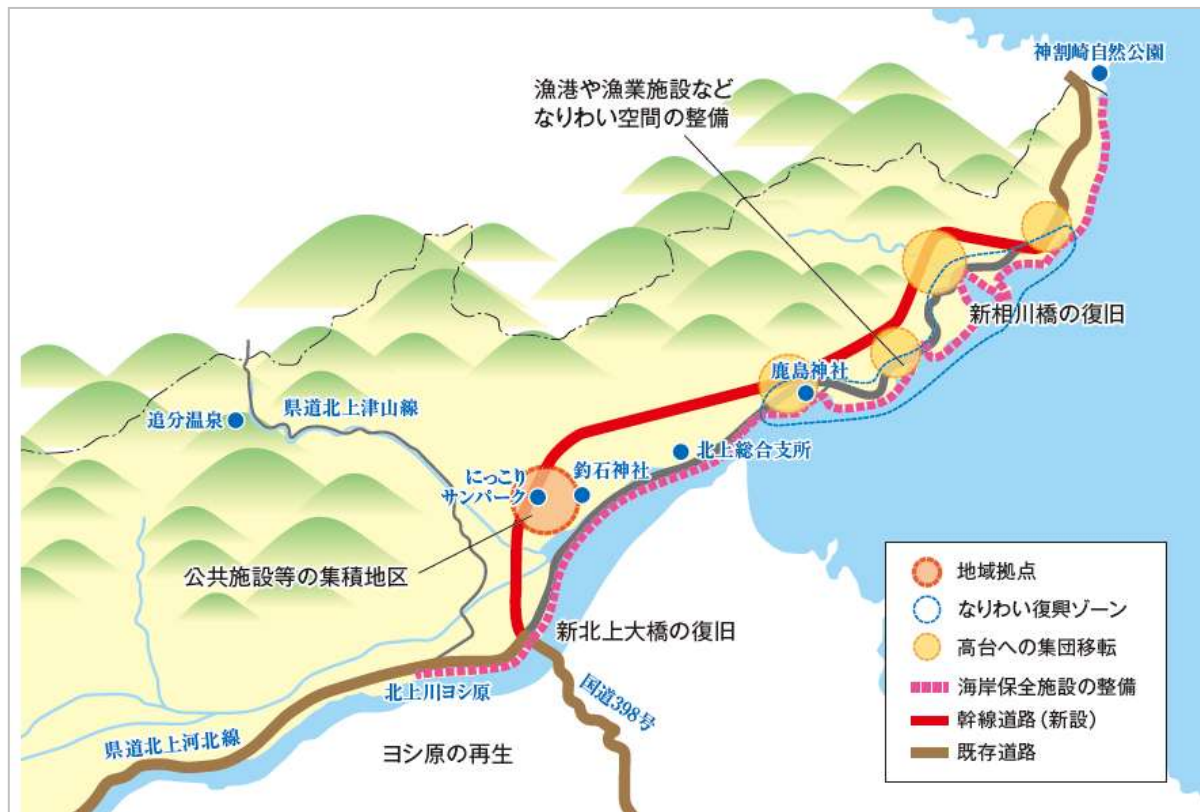 神割崎自然公園
漁港や漁業施設など
なりわい空間の整備
新相川橋の復旧
鹿島神社
県道北上津山線
追分温泉
北上総合支所
にっこり
サンパーク
釣石神社
公共施設等の集積地区
新北上大橋の復旧
北上川ヨシ原
国道398号
県道北上河北線
ヨシ原の再生
地域拠点
なりわい復興ゾーン
高台への集団移転
海岸保全施設の整備
幹線道路(新設)
既存道路